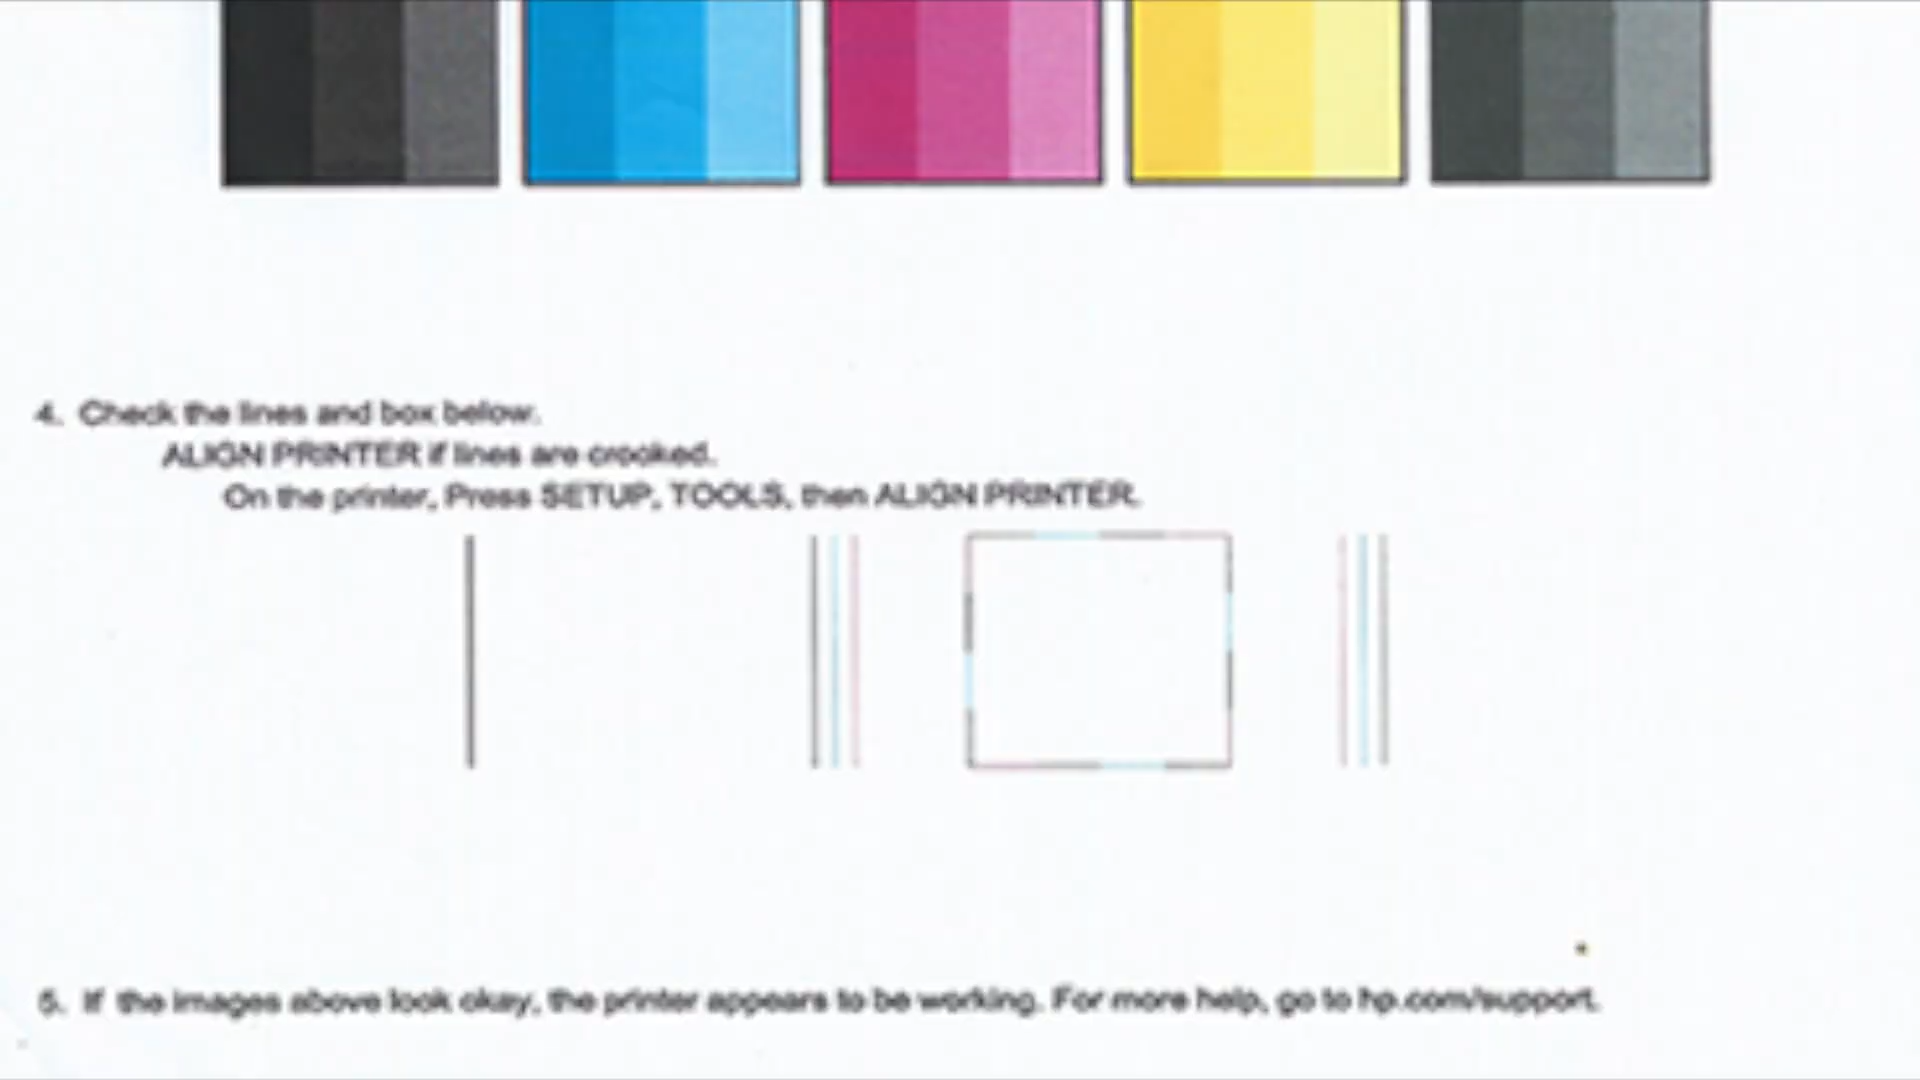 4. Check the lines and box below.
ALIGN PRINTER if lines are crooked.
On the printer, Press SETUP, TOOLS, then ALIGN PRINTER.
5. If the images above look okay, the printer appears to be working. For more help, go to hp.com/support.